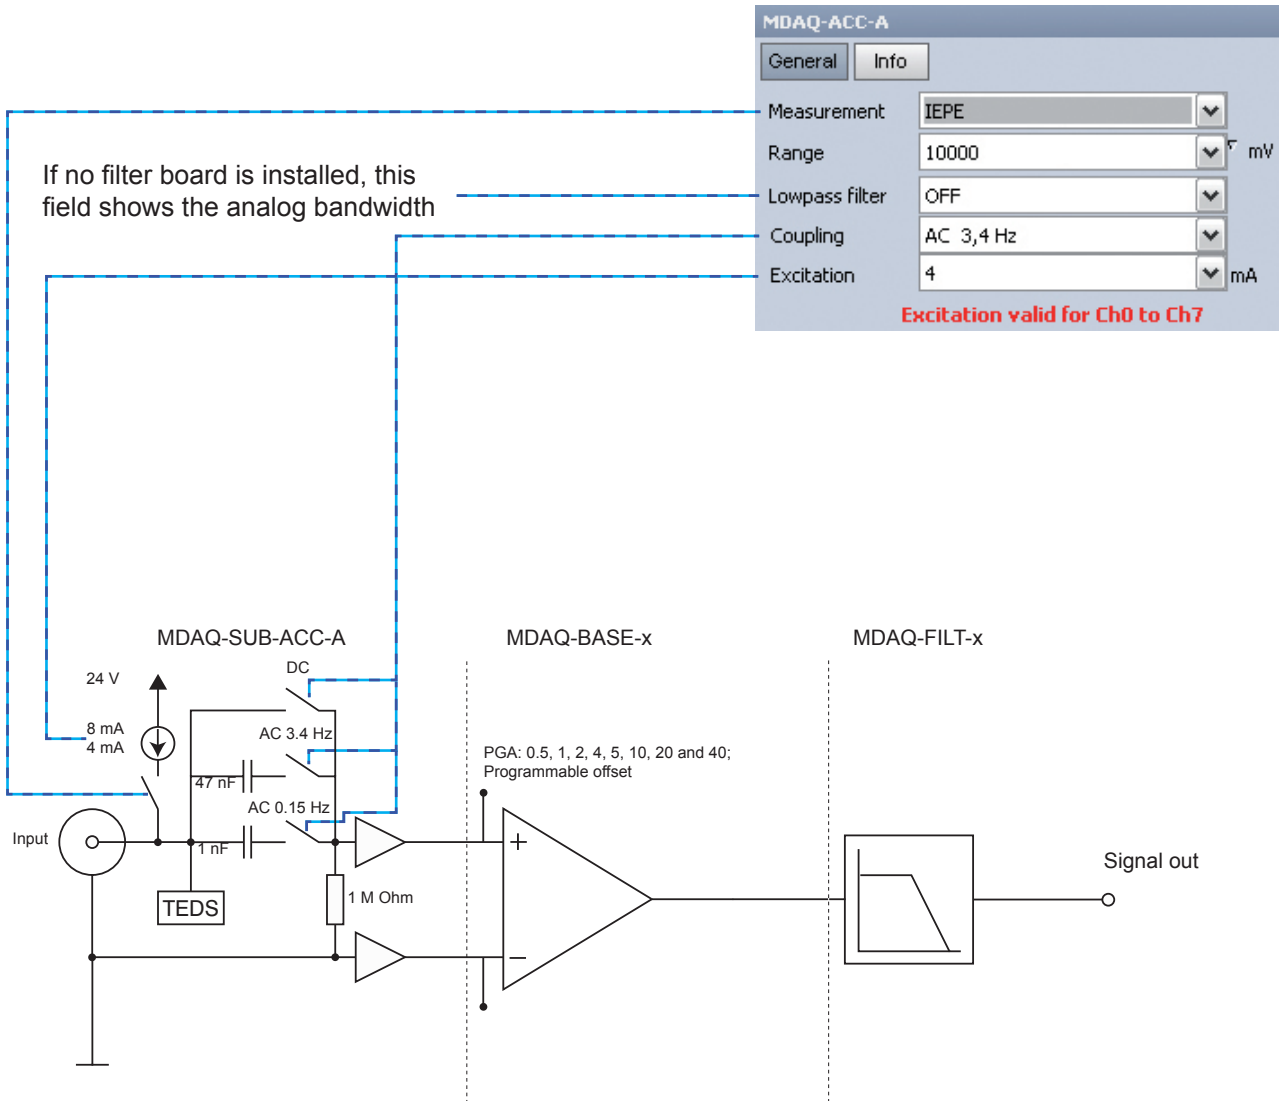 MDAQ-ACC-A
General Info
Measurement IEPE
Range 10000 mV
Lowpass filter OFF
Coupling AC 3,4 Hz
Excitation 4 mA
Excitation valid for Ch0 to Ch7
If no filter board is installed, this
field shows the analog bandwidth
MDAQ-SUB-ACC-A
MDAQ-BASE-x
MDAQ-FILT-x
24 V
8 mA
4 mA
DC
AC 3.4 Hz
47 nF
AC 0.15 Hz
1 nF
Input
TEDS
1 M Ohm
PGA: 0.5, 1, 2, 4, 5, 10, 20 and 40;
Programmable offset
+
−
Signal out